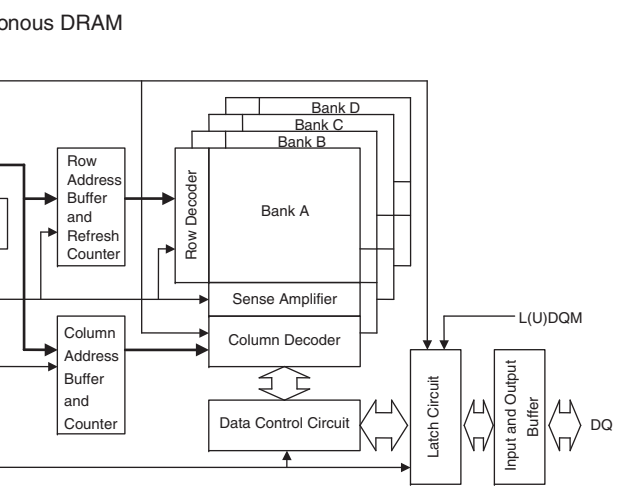 onous DRAM
Bank D
Bank C
Bank B
Row
Address
Buffer
and
Refresh
Counter
Row Decoder
Bank A
Sense Amplifier
Column Decoder
L(U)DQM
Column
Address
Buffer
and
Counter
Data Control Circuit
Latch Circuit
Input and Output
Buffer
DQ